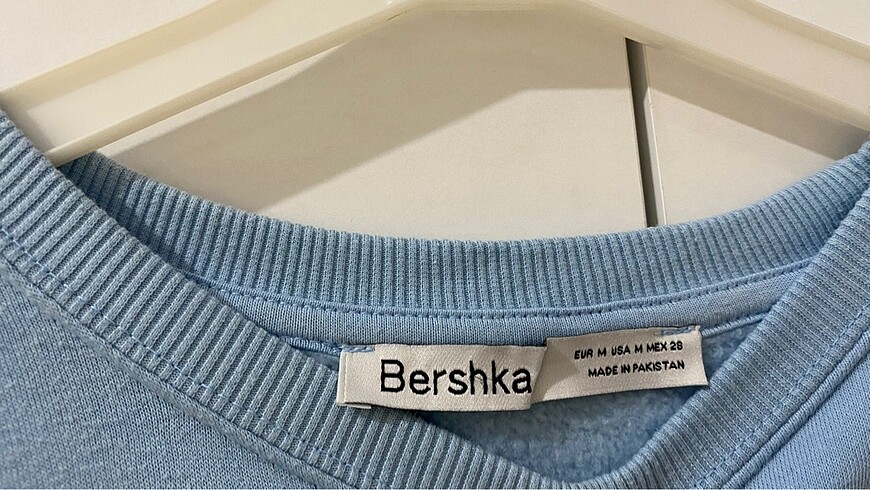 Bershka
EUR M USA M MEX 28
MADE IN PAKISTAN